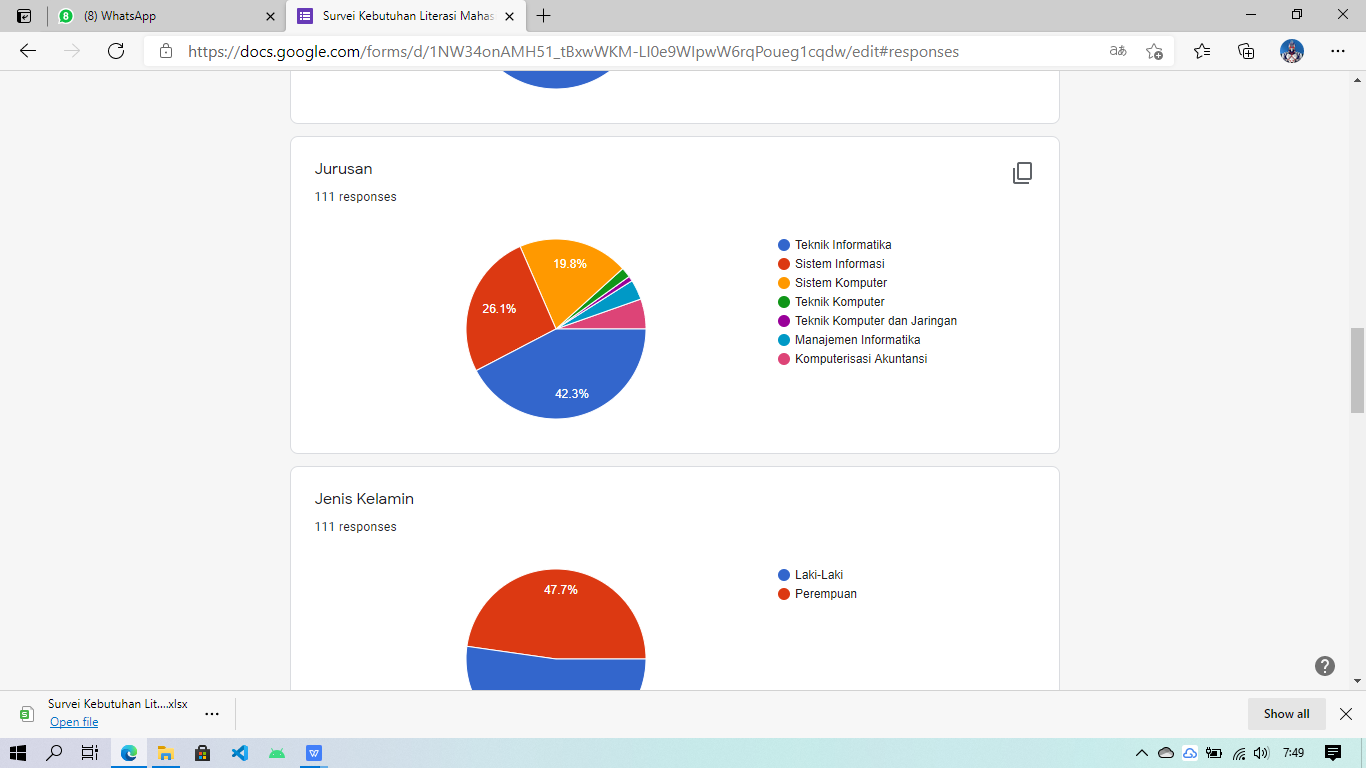 8
(8) WhatsApp
Survei Kebutuhan Literasi Mahas
https://docs.google.com/forms/d/1NW34onAMH51_tBxwWKM-LI0e9WIpwW6rqPoueg1cqdw/edit#responses
aあ
Jurusan
111 responses
19.8%
26.1%
42.3%
Teknik Informatika
Sistem Informasi
Sistem Komputer
Teknik Komputer
Teknik Komputer dan Jaringan
Manajemen Informatika
Komputerisasi Akuntansi
Jenis Kelamin
111 responses
47.7%
Laki-Laki
Perempuan
Survei Kebutuhan Lit....xlsx
Open file
Show all
7:49